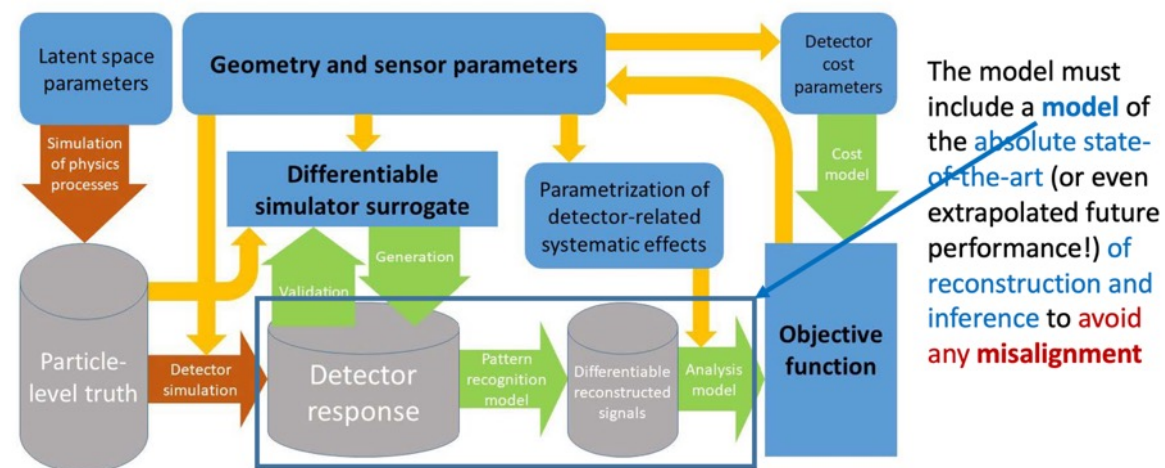 Latent space
parameters
Geometry and sensor parameters
Detector
cost
parameters
Simulation
of physics
processes
Differentiable
simulator surrogate
Parametrization of
detector-related
systematic effects
Cost
model
Validation
Generation
Particle-
level truth
Detector
simulation
Detector
response
Pattern
recognition
model
Differentiable
reconstructed
signals
Analysis
model
Objective
function
The model must
include a model of
the absolute state-
of-the-art (or even
extrapolated future
performance!) of
reconstruction and
inference to avoid
any misalignment